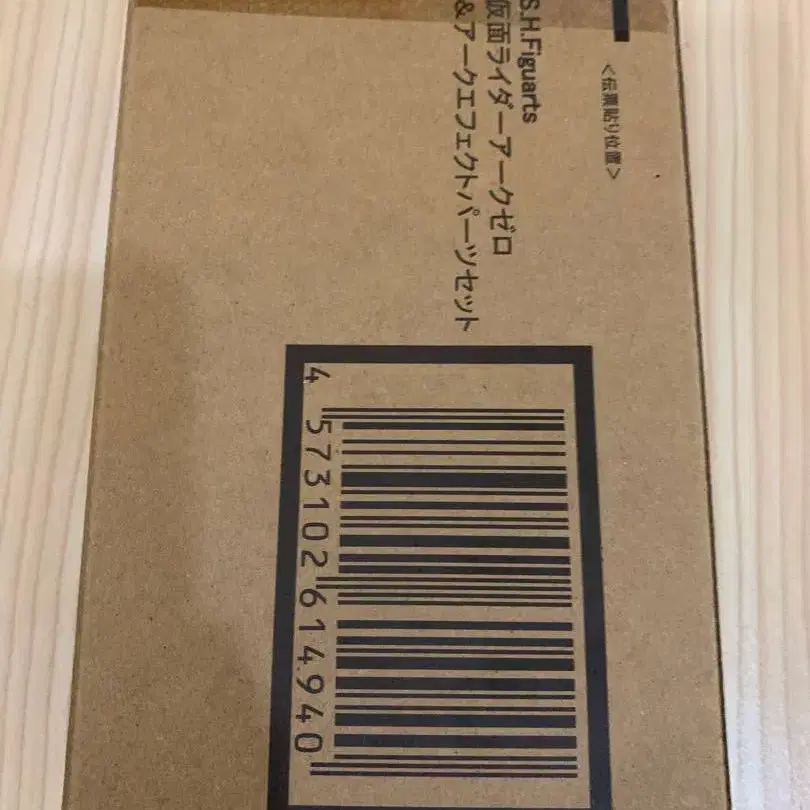 <伝票貼り位置>
S.H.Figuarts
仮面ライダーアークゼロ
&アークエフェクトパーツセット
4 573102 614940